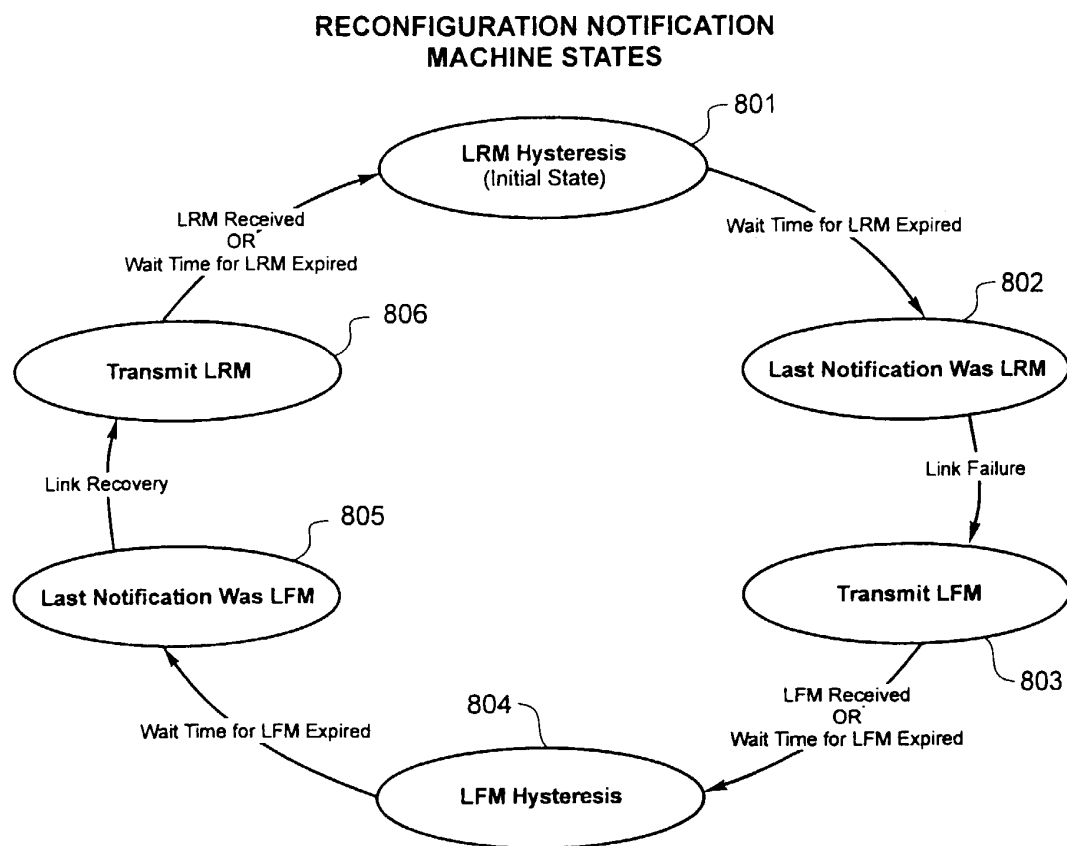 RECONFIGURATION NOTIFICATION
MACHINE STATES
801
LRM Hysteresis
(Initial State)
LRM Received
OR
Wait Time for LRM Expired
Wait Time for LRM Expired
802
806
Transmit LRM
Last Notification Was LRM
Link Recovery
Link Failure
805
Last Notification Was LFM
Transmit LFM
803
804
LFM Received
OR
Wait Time for LFM Expired
Wait Time for LFM Expired
LFM Hysteresis